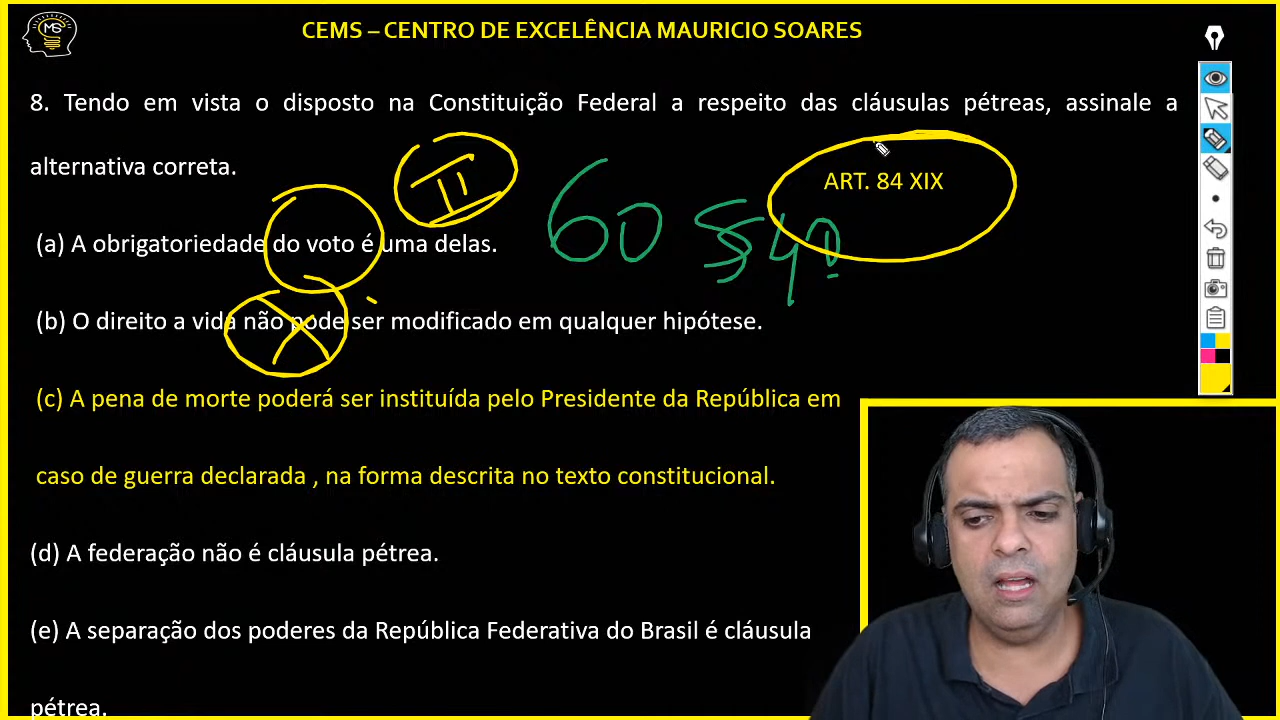 MS
CEMS – CENTRO DE EXCELÊNCIA MAURICIO SOARES
8. Tendo em vista o disposto na Constituição Federal a respeito das cláusulas pétreas, assinale a
alternativa correta.
II
60 §4º
ART. 84 XIX
(a) A obrigatoriedade do voto é uma delas.
(b) O direito a vida não pode ser modificado em qualquer hipótese.
(c) A pena de morte poderá ser instituída pelo Presidente da República em
caso de guerra declarada , na forma descrita no texto constitucional.
(d) A federação não é cláusula pétrea.
(e) A separação dos poderes da República Federativa do Brasil é cláusula
pétrea.